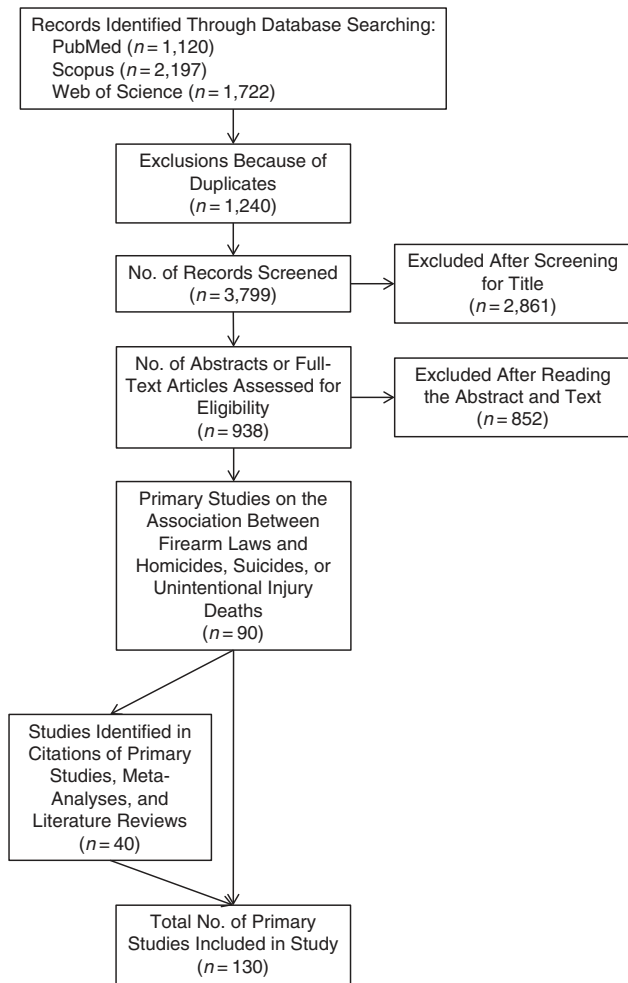 Records Identified Through Database Searching:
PubMed (n = 1,120)
Scopus (n = 2,197)
Web of Science (n = 1,722)
Exclusions Because of
Duplicates
(n = 1,240)
No. of Records Screened
(n = 3,799)
Excluded After Screening
for Title
(n = 2,861)
No. of Abstracts or Full-
Text Articles Assessed for
Eligibility
(n = 938)
Excluded After Reading
the Abstract and Text
(n = 852)
Primary Studies on the
Association Between
Firearm Laws and
Homicides, Suicides, or
Unintentional Injury
Deaths
(n = 90)
Studies Identified in
Citations of Primary
Studies, Meta-
Analyses, and
Literature Reviews
(n = 40)
Total No. of Primary
Studies Included in Study
(n = 130)